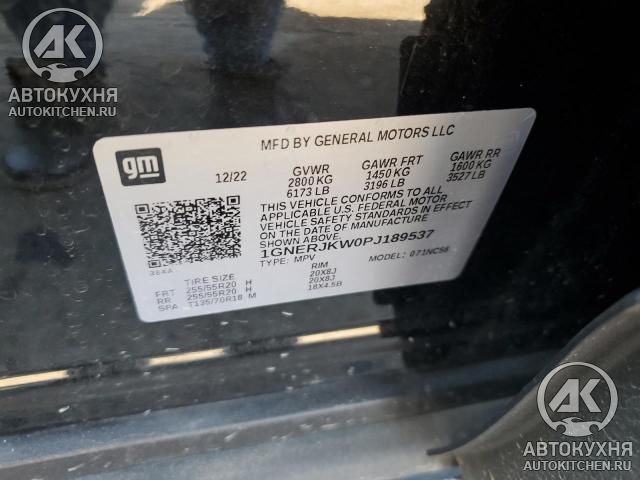 АК
АВТОКУХНЯ
AUTOKITCHEN.RU
gm
MFD BY GENERAL MOTORS LLC
12/22
GVWR GAWR FRT GAWR RR
2800 KG 1450 KG 1600 KG
6173 LB 3196 LB 3527 LB
THIS VEHICLE CONFORMS TO ALL
APPLICABLE U.S. FEDERAL MOTOR
VEHICLE SAFETY STANDARDS IN EFFECT
ON THE DATE OF MANUFACTURE
SHOWN ABOVE.
1GNERJKW0PJ189537
TYPE: MPV MODEL: 071NC56
384A
TIRE SIZE RIM
FRT 255/55R20 H 20X8J
RR 255/55R20 H 20X8J
SPA T135/70R18 M 18X4.5B
АК
АВТОКУХНЯ
AUTOKITCHEN.RU